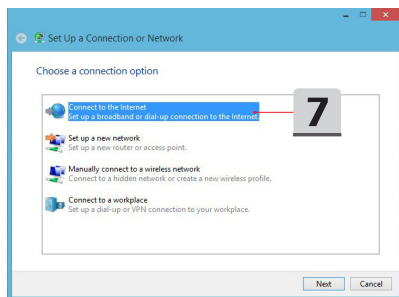 Set Up a Connection or Network
Choose a connection option
Connect to the Internet
Set up a broadband or dial-up connection to the Internet.
7
Set up a new network
Set up a new router or access point.
Manually connect to a wireless network
Connect to a hidden network or create a new wireless profile.
Connect to a workplace
Set up a dial-up or VPN connection to your workplace.
Next
Cancel